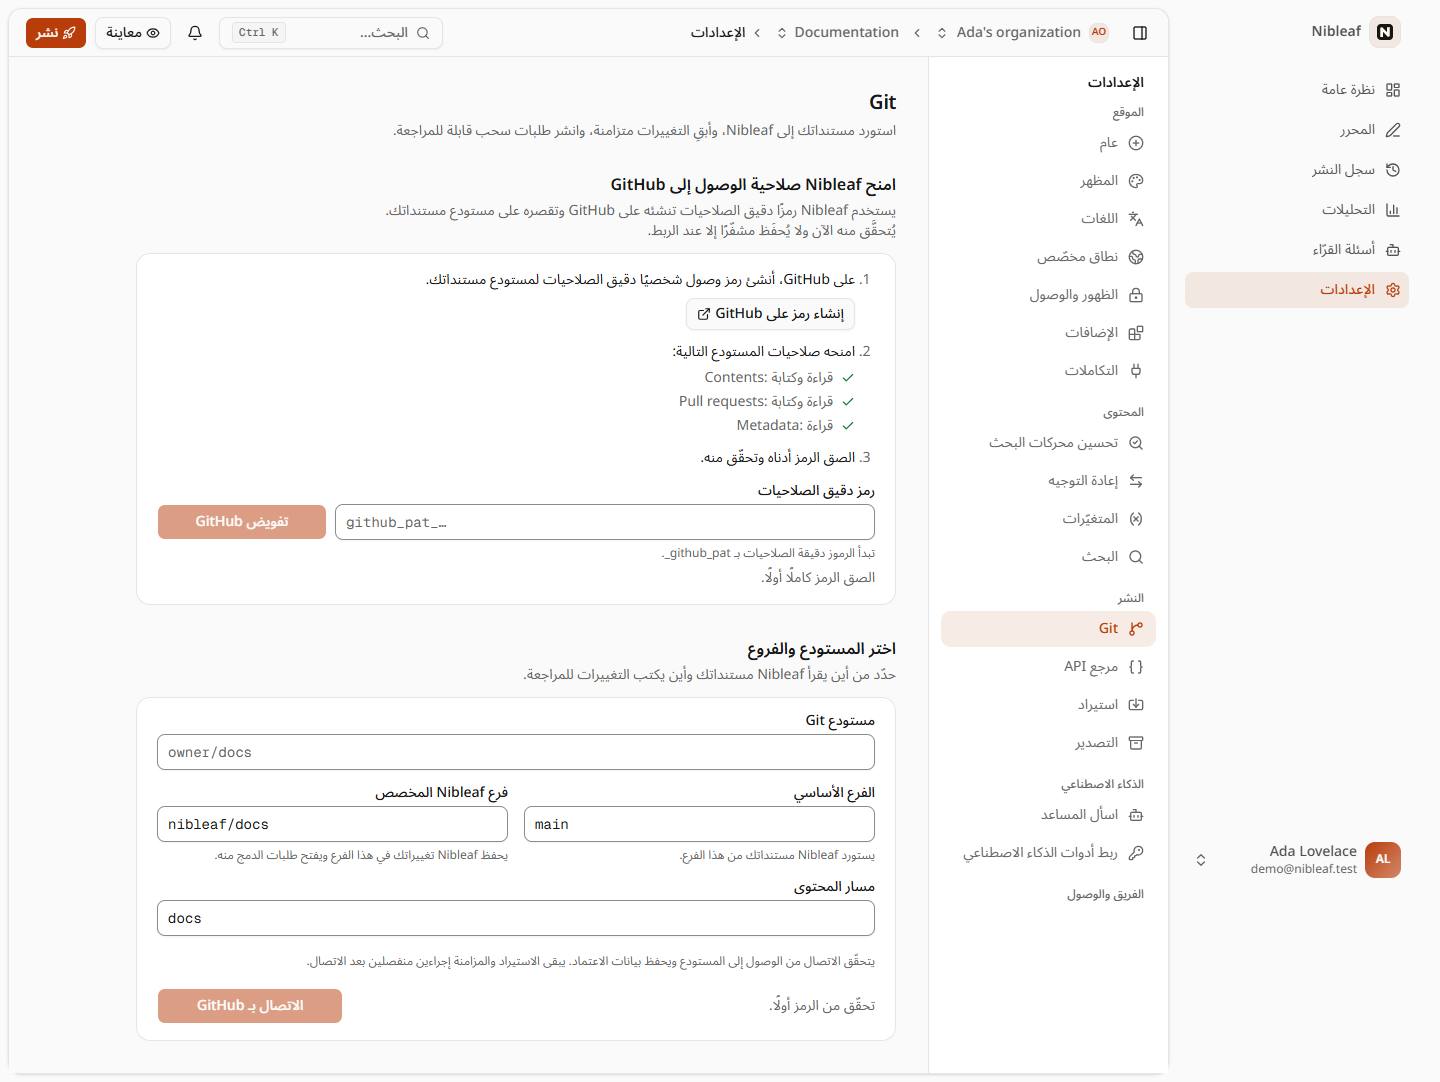 Nibleaf
نظرة عامة
المحرر
سجل النشر
التحليلات
أسئلة القرّاء
الإعدادات
Ada Lovelace
demo@nibleaf.test
AL
AO Ada's organization
Documentation
الإعدادات
البحث...
Ctrl K
معاينة
نشر
الإعدادات
الموقع
عام
المظهر
اللغات
نطاق مخصّص
الظهور والوصول
الإضافات
التكاملات
المحتوى
تحسين محركات البحث
إعادة التوجيه
المتغيّرات
البحث
النشر
Git
مرجع API
استيراد
التصدير
الذكاء الاصطناعي
اسأل المساعد
ربط أدوات الذكاء الاصطناعي
الفريق والوصول
Git
استورد مستنداتك إلى Nibleaf، وأبقِ التغييرات متزامنة، وانشر طلبات سحب قابلة للمراجعة.
امنح Nibleaf صلاحية الوصول إلى GitHub
يستخدم Nibleaf رمزًا دقيق الصلاحيات تنشئه على GitHub وتقصره على مستودع مستنداتك.
يُتحقَّق منه الآن ولا يُحفَظ مشفّرًا إلا عند الربط.
1. على GitHub، أنشئ رمز وصول شخصيًا دقيق الصلاحيات لمستودع مستنداتك.
إنشاء رمز على GitHub
2. امنحه صلاحيات المستودع التالية:
Contents: قراءة وكتابة
Pull requests: قراءة وكتابة
Metadata: قراءة
3. الصق الرمز أدناه وتحقّق منه.
رمز دقيق الصلاحيات
github_pat_…
تفويض GitHub
تبدأ الرموز دقيقة الصلاحيات بـ github_pat_.
الصق الرمز كاملًا أولًا.
اختر المستودع والفروع
حدّد من أين يقرأ Nibleaf مستنداتك وأين يكتب التغييرات للمراجعة.
مستودع Git
owner/docs
الفرع الأساسي
main
يستورد Nibleaf مستنداتك من هذا الفرع.
فرع Nibleaf المخصص
nibleaf/docs
يحفظ Nibleaf تغييراتك في هذا الفرع ويفتح طلبات الدمج منه.
مسار المحتوى
docs
يتحقّق الاتصال من الوصول إلى المستودع ويحفظ بيانات الاعتماد. يبقى الاستيراد والمزامنة إجراءين منفصلين بعد الاتصال.
تحقّق من الرمز أولًا.
الاتصال بـ GitHub